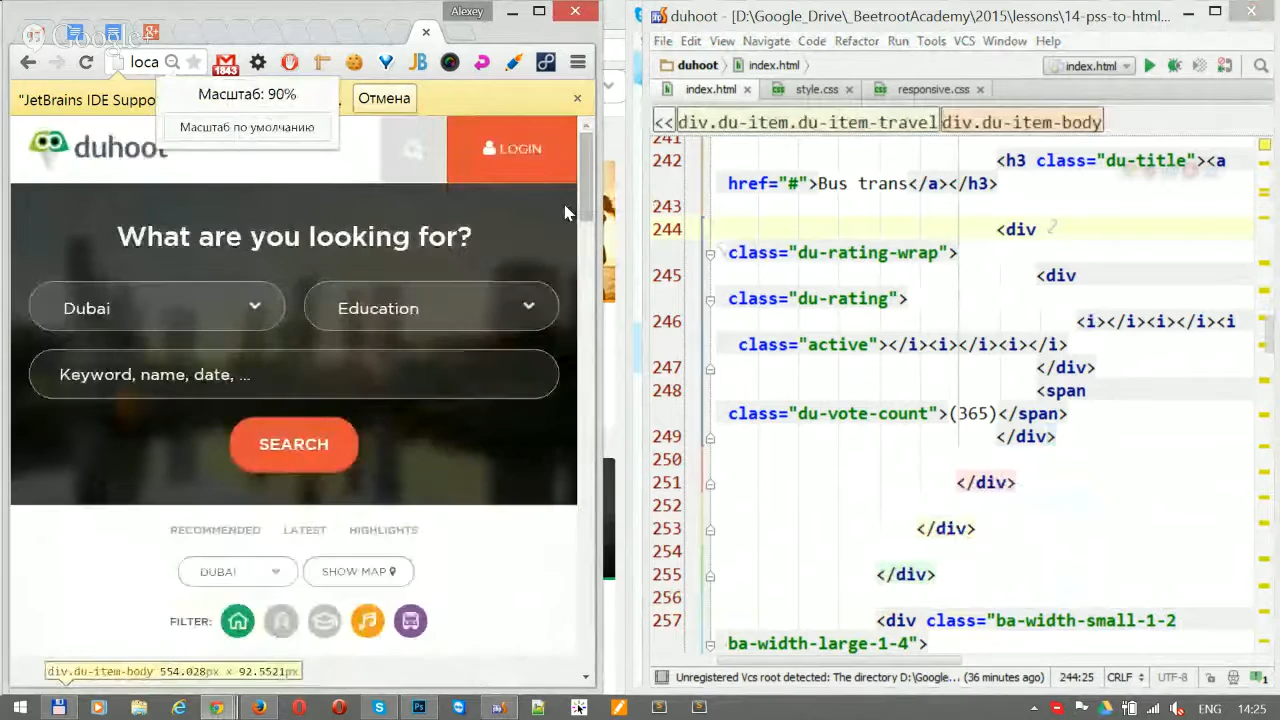 Google+
Alexey
loca
1843
JB
"JetBrains IDE Suppo
Отмена
Масштаб: 90%
Масштаб по умолчанию
duhoot
LOGIN
What are you looking for?
Dubai
Education
Keyword, name, date, ...
SEARCH
RECOMMENDED LATEST HIGHLIGHTS
DUBAI
SHOW MAP
FILTER:
div.du-item-body 554.028px × 92.5521px
duhoot - [D:\Google_Drive\_BeetrootAcademy\2015\lessons\14-pss-to-html...
File Edit View Navigate Code Refactor Run Tools VCS Window Help
duhoot index.html
index.html
index.html style.css responsive.css
<< div.du-item.du-item-travel div.du-item-body
241
242 <h3 class="du-title"><a
href="#">Bus trans</a></h3>
243
244 <div
class="du-rating-wrap">
245 <div
class="du-rating">
246 <i></i><i></i><i
class="active"></i><i></i><i></i>
247 </div>
248 <span
class="du-vote-count">(365)</span>
249 </div>
250
251 </div>
252
253 </div>
254
255 </div>
256
257 <div class="ba-width-small-1-2
ba-width-large-1-4">
Unregistered Vcs root detected: The directory D:\Googl... (36 minutes ago) 244:25 CRLF UTF-8
ENG 14:25